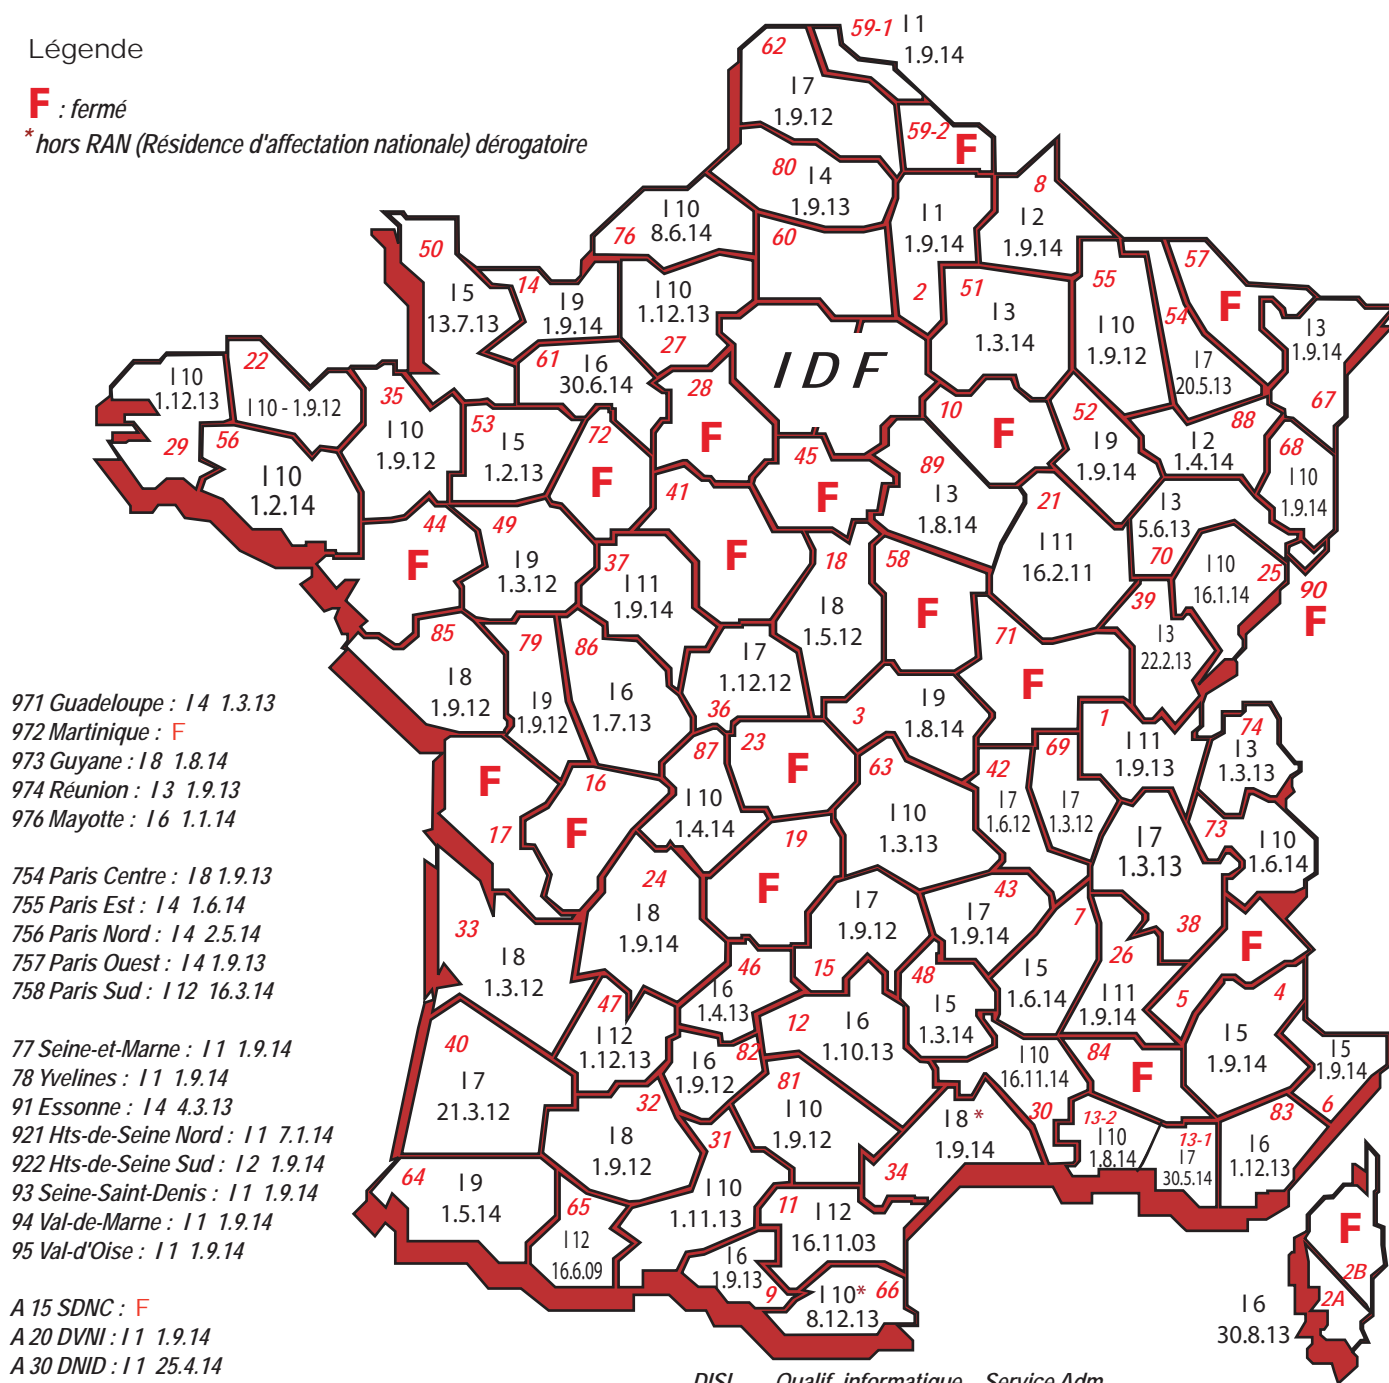 Légende
F : fermé
* hors RAN (Résidence d'affectation nationale) dérogatoire
59-1
I 1
1.9.14
62
I 7
1.9.12
59-2
F
80
I 4
1.9.13
8
I 2
1.9.14
76
I 10
8.6.14
60
I 1
1.9.14
2
50
I 5
13.7.13
14
I 9
1.9.14
I 10
1.12.13
27
51
I 3
1.3.14
55
I 10
1.9.12
57
F
54
I 7
20.5.13
I 3
1.9.14
67
61
I 6
30.6.14
IDF
28
F
22
I 10 - 1.9.12
I 10
1.12.13
29
35
I 10
1.9.12
56
I 10
1.2.14
53
I 5
1.2.13
72
F
45
F
10
F
52
I 9
1.9.14
88
I 2
1.4.14
68
I 10
1.9.14
89
I 3
1.8.14
41
F
44
F
49
I 9
1.3.12
37
I 11
1.9.14
18
I 8
1.5.12
58
F
21
I 11
16.2.11
I 3
5.6.13
70
I 10
16.1.14
25
90
F
39
I 3
22.2.13
71
F
85
I 8
1.9.12
79
I 9
1.9.12
86
I 6
1.7.13
I 7
1.12.12
36
3
I 9
1.8.14
971 Guadeloupe : I 4 1.3.13
972 Martinique : F
973 Guyane : I 8 1.8.14
974 Réunion : I 3 1.9.13
976 Mayotte : I 6 1.1.14
F
17
16
F
87
I 10
1.4.14
23
F
63
I 10
1.3.13
42
I 7
1.6.12
69
I 7
1.3.12
1
I 11
1.9.13
74
I 3
1.3.13
73
I 10
1.6.14
I 7
1.3.13
38
754 Paris Centre : I 8 1.9.13
755 Paris Est : I 4 1.6.14
756 Paris Nord : I 4 2.5.14
757 Paris Ouest : I 4 1.9.13
758 Paris Sud : I 12 16.3.14
33
I 8
1.3.12
24
I 8
1.9.14
19
F
I 7
1.9.12
15
43
I 7
1.9.14
7
I 5
1.6.14
26
I 11
1.9.14
F
5
4
I 5
1.9.14
46
I 6
1.4.13
47
I 12
1.12.13
12
I 6
1.10.13
48
I 5
1.3.14
77 Seine-et-Marne : I 1 1.9.14
78 Yvelines : I 1 1.9.14
91 Essonne : I 4 4.3.13
921 Hts-de-Seine Nord : I 1 7.1.14
922 Hts-de-Seine Sud : I 2 1.9.14
93 Seine-Saint-Denis : I 1 1.9.14
94 Val-de-Marne : I 1 1.9.14
95 Val-d'Oise : I 1 1.9.14
40
I 7
21.3.12
82
I 6
1.9.12
81
I 10
1.9.12
32
I 8
1.9.12
31
I 10
1.11.13
I 10
16.11.14
30
84
F
I 5
1.9.14
6
83
I 6
1.12.13
13-2
I 10
1.8.14
13-1
I 7
30.5.14
I 8 *
1.9.14
34
64
I 9
1.5.14
65
I 12
16.6.09
11
I 12
16.11.03
I 6
1.9.13
9
I 10*
8.12.13
66
F
2B
2A
I 6
30.8.13
A 15 SDNC : F
A 20 DVNI : I 1 1.9.14
A 30 DNID : I 1 25.4.14
DISI Qualif. informatique Service Adm.